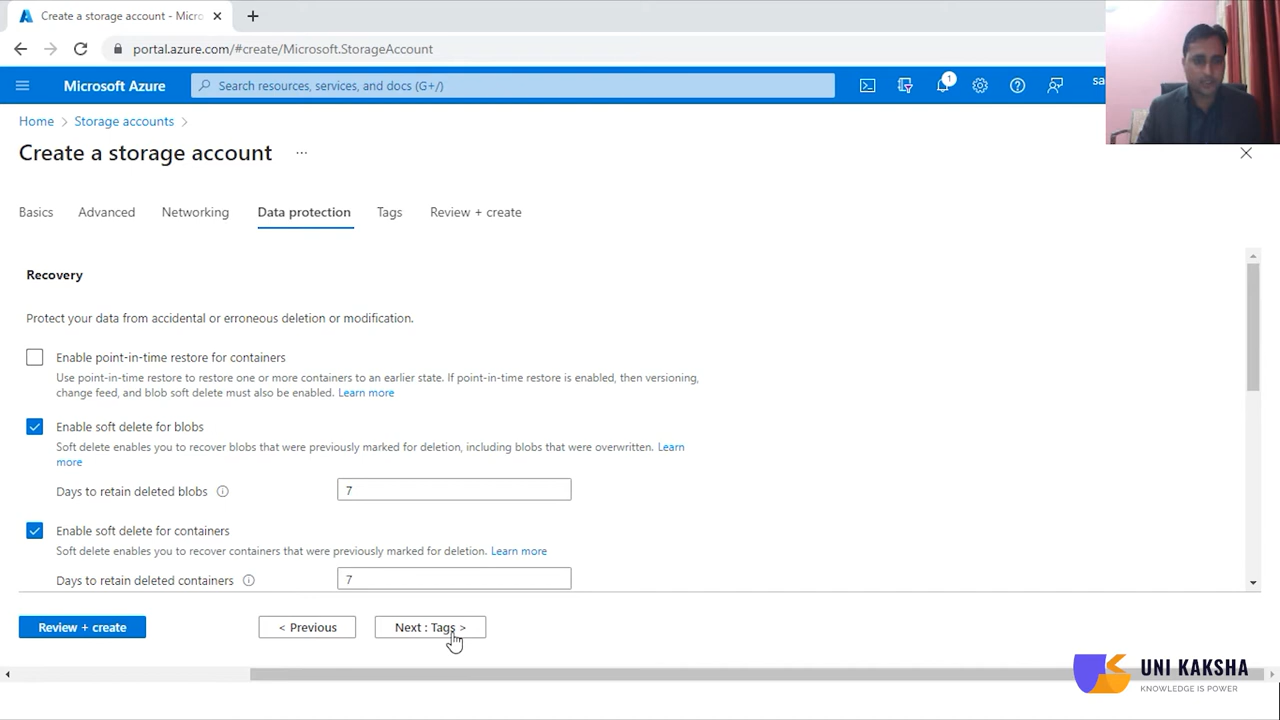 Create a storage account - Micro
portal.azure.com/#create/Microsoft.StorageAccount
Microsoft Azure
Search resources, services, and docs (G+/)
1
sa
Home > Storage accounts >
Create a storage account ...
Basics
Advanced
Networking
Data protection
Tags
Review + create
Recovery
Protect your data from accidental or erroneous deletion or modification.
Enable point-in-time restore for containers
Use point-in-time restore to restore one or more containers to an earlier state. If point-in-time restore is enabled, then versioning,
change feed, and blob soft delete must also be enabled. Learn more
Enable soft delete for blobs
Soft delete enables you to recover blobs that were previously marked for deletion, including blobs that were overwritten. Learn
more
Days to retain deleted blobs
7
Enable soft delete for containers
Soft delete enables you to recover containers that were previously marked for deletion. Learn more
Days to retain deleted containers
7
Review + create
< Previous
Next : Tags >
UNI KAKSHA
KNOWLEDGE IS POWER